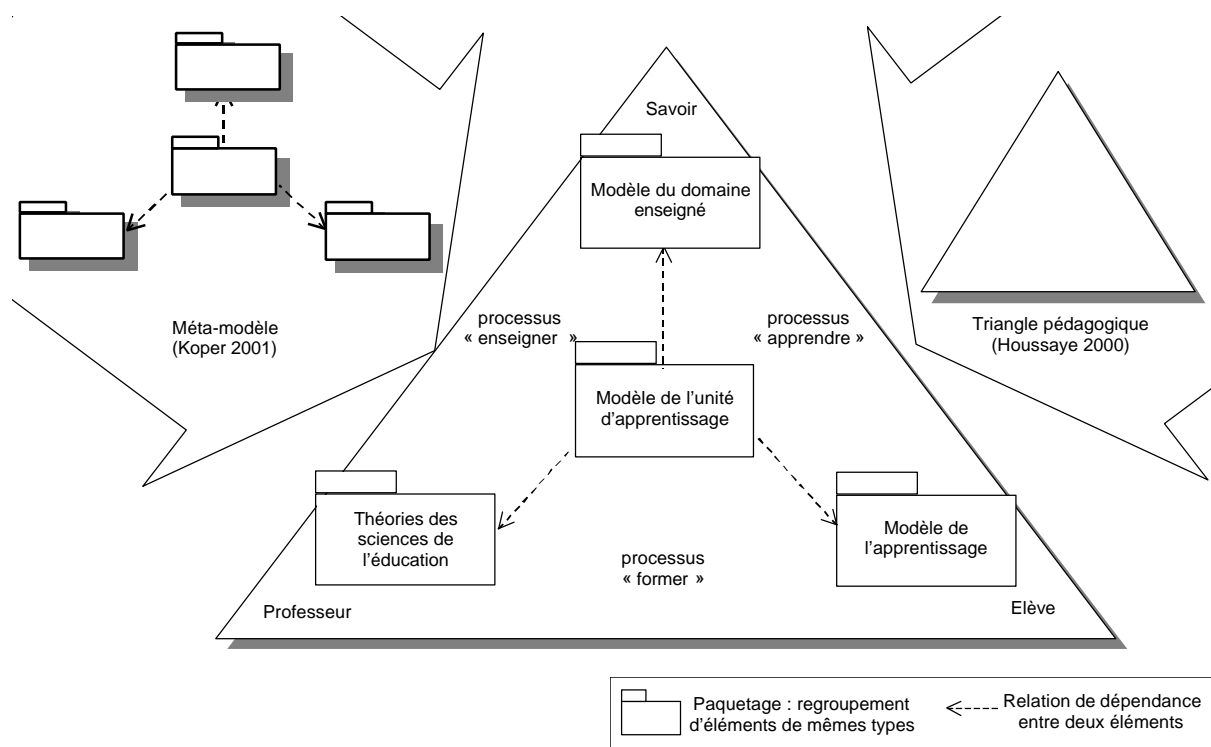 Savoir
Modèle du domaine
enseigné
Méta-modèle
(Koper 2001)
processus
« enseigner »
processus
« apprendre »
Triangle pédagogique
(Houssaye 2000)
Modèle de l'unité
d'apprentissage
Théories des
sciences de
l'éducation
Modèle de
l'apprentissage
processus
« former »
Professeur
Elève
Paquetage : regroupement
d'éléments de mêmes types
Relation de dépendance
entre deux éléments